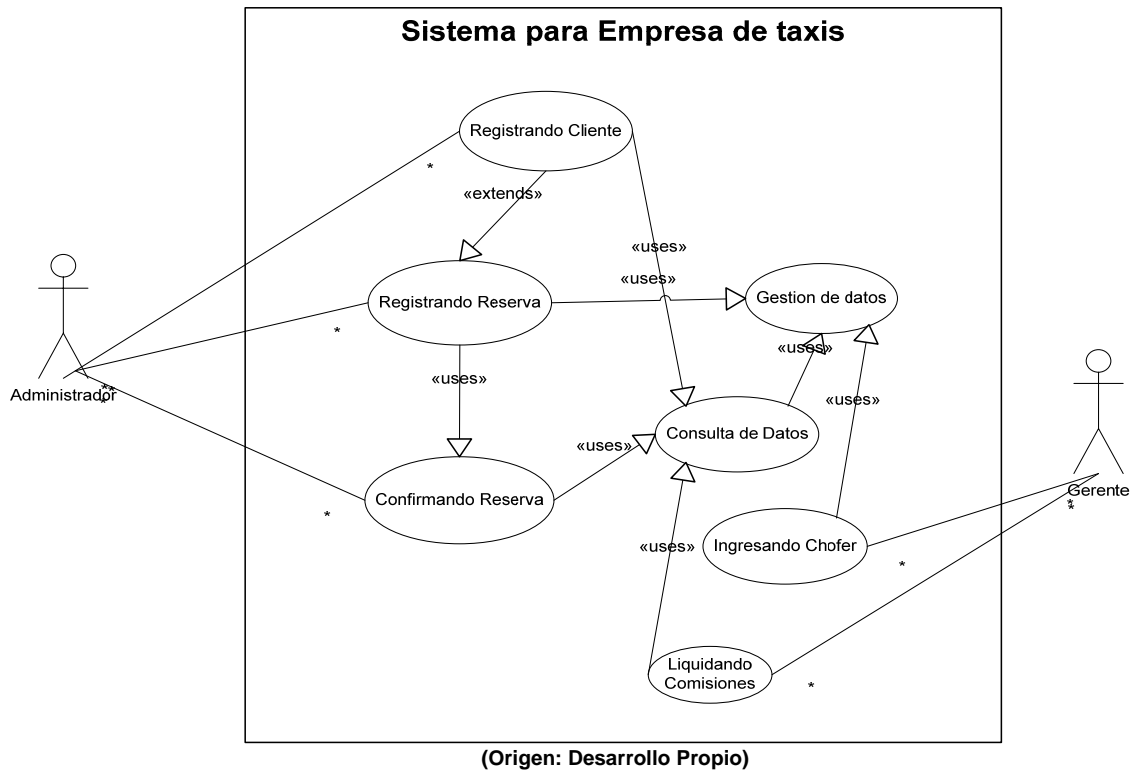 Sistema para Empresa de taxis
Registrando Cliente
*
«extends»
«uses»
«uses»
Registrando Reserva
Gestion de datos
*
«uses»
«uses»
Administrador
**
*
«uses»
Consulta de Datos
«uses»
Confirmando Reserva
Gerente
*
*
*
«uses»
Ingresando Chofer
*
Liquidando
Comisiones
*
(Origen: Desarrollo Propio)